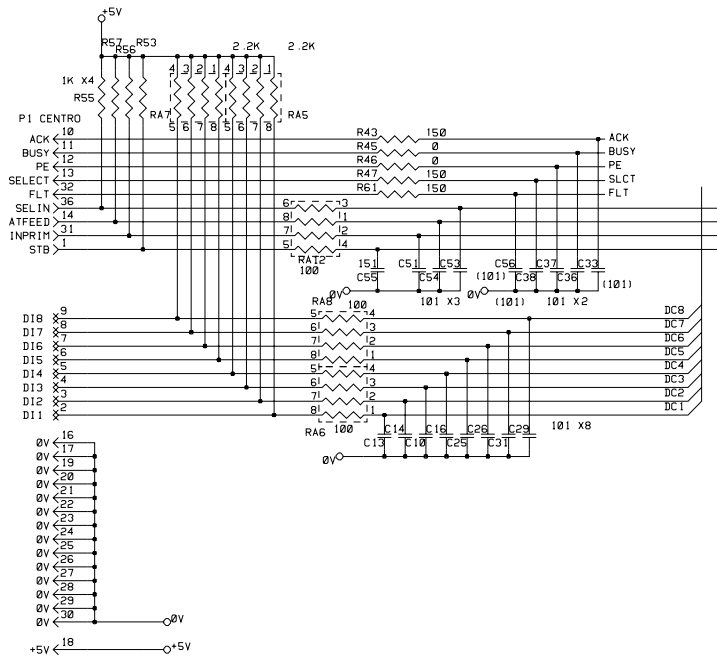 +5V
R57 R56 R53
2.2K 2.2K
4 3 2 1 4 3 2 1
1K X4
R55
RA7 RA5
5 6 7 8 5 6 7 8
P1 CENTRO
ACK 10 R43 150 ACK
BUSY 11 R45 0 BUSY
PE 12 R46 0 PE
SELECT 13 R47 150 SLCT
FLT 32 R61 150 FLT
SELIN 36 6 3
ATFEED 14 8 1
INPRIM 31 7 2
STB 1 5 4
RA12
100
151 C51 C53 C56 C37 C33
C55 C54 (101) C38 C36 (101)
0V 101 X3 0V (101) 101 X2
RA8 100
DI8 9 5 4 DC8
DI7 8 6 3 DC7
DI6 7 7 2 DC6
DI5 6 8 1 DC5
DI4 5 5 4 DC4
DI3 4 6 3 DC3
DI2 3 7 2 DC2
DI1 2 8 1 DC1
RA6 100
C14 C16 C26 C29 101 X8
C13 C10 C25 C31
0V
0V 16
0V 17
0V 19
0V 20
0V 21
0V 22
0V 23
0V 24
0V 25
0V 26
0V 27
0V 28
0V 29
0V 30 0V
+5V 18 +5V